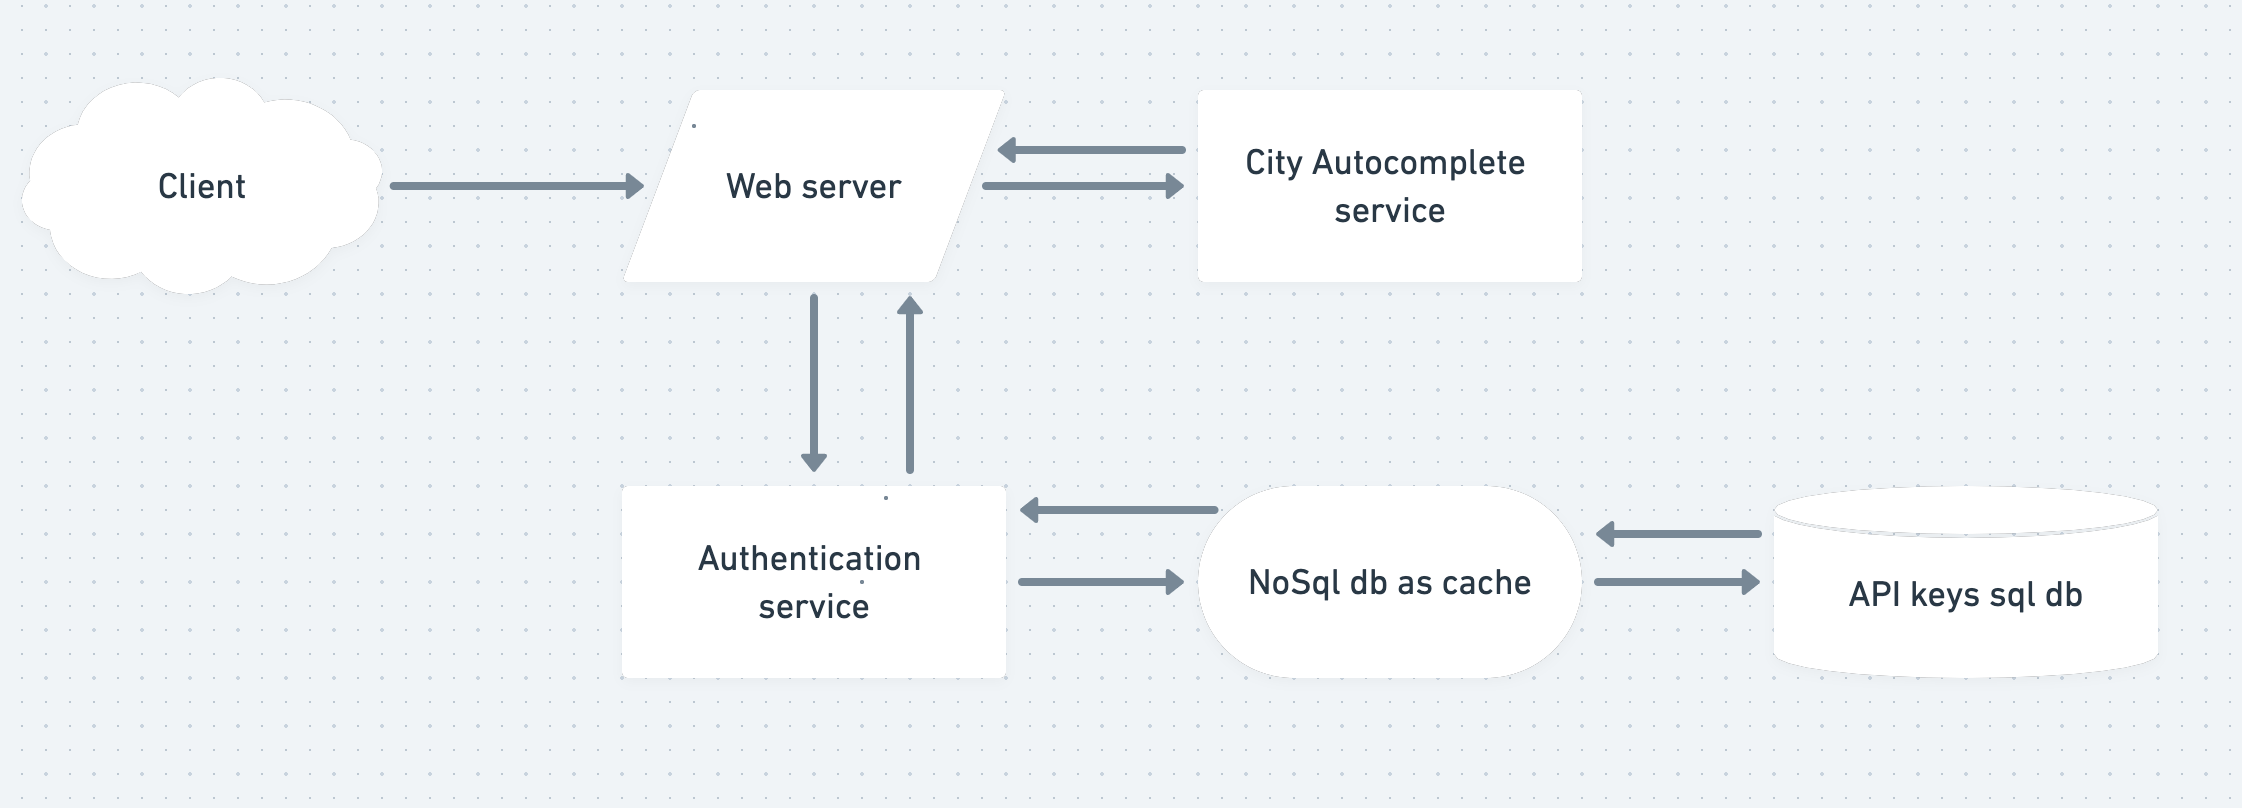 Client
Web server
City Autocomplete
service
Authentication
service
NoSql db as cache
API keys sql db